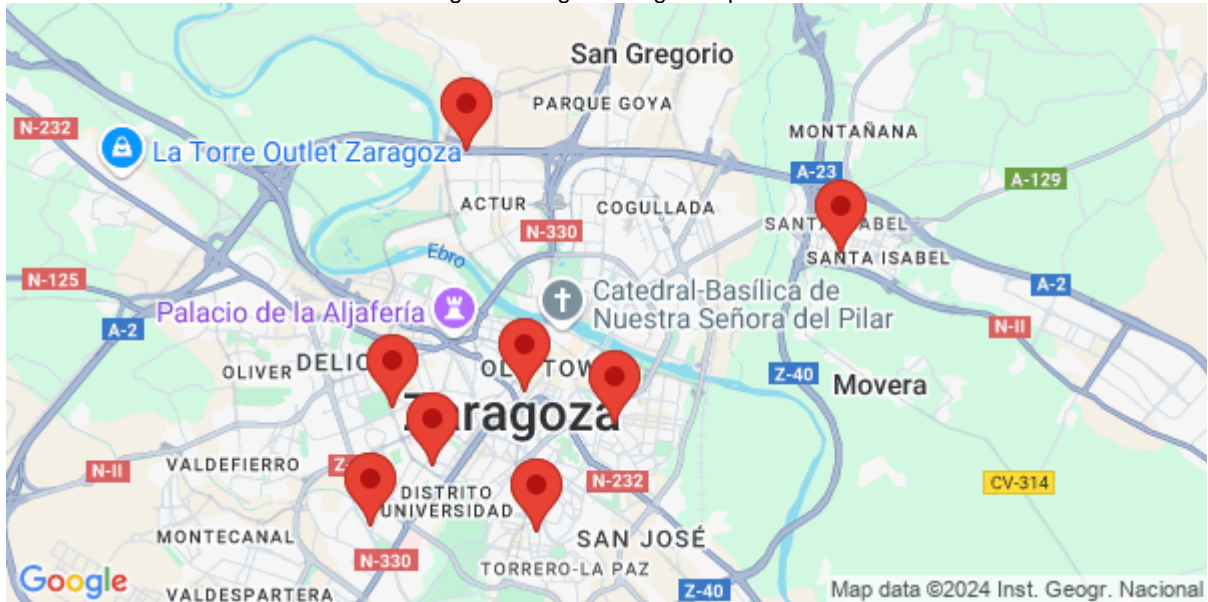 San Gregorio
PARQUE GOYA
N-232
La Torre Outlet Zaragoza
MONTAÑANA
A-23
A-129
ACTUR
COGULLADA
N-330
SANTA ISABEL
SANTA ISABEL
Ebro
N-125
A-2
Palacio de la Aljafería
Catedral-Basílica de
Nuestra Señora del Pilar
A-2
N-II
OLIVER
Z-40
Movera
Zaragoza
N-II
VALDEFIERRO
N-232
CV-314
DISTRITO
UNIVERSIDAD
MONTECANAL
N-330
SAN JOSÉ
TORRERO-LA PAZ
Google
VALDESPARTERA
Z-40
Map data ©2024 Inst. Geogr. Nacional